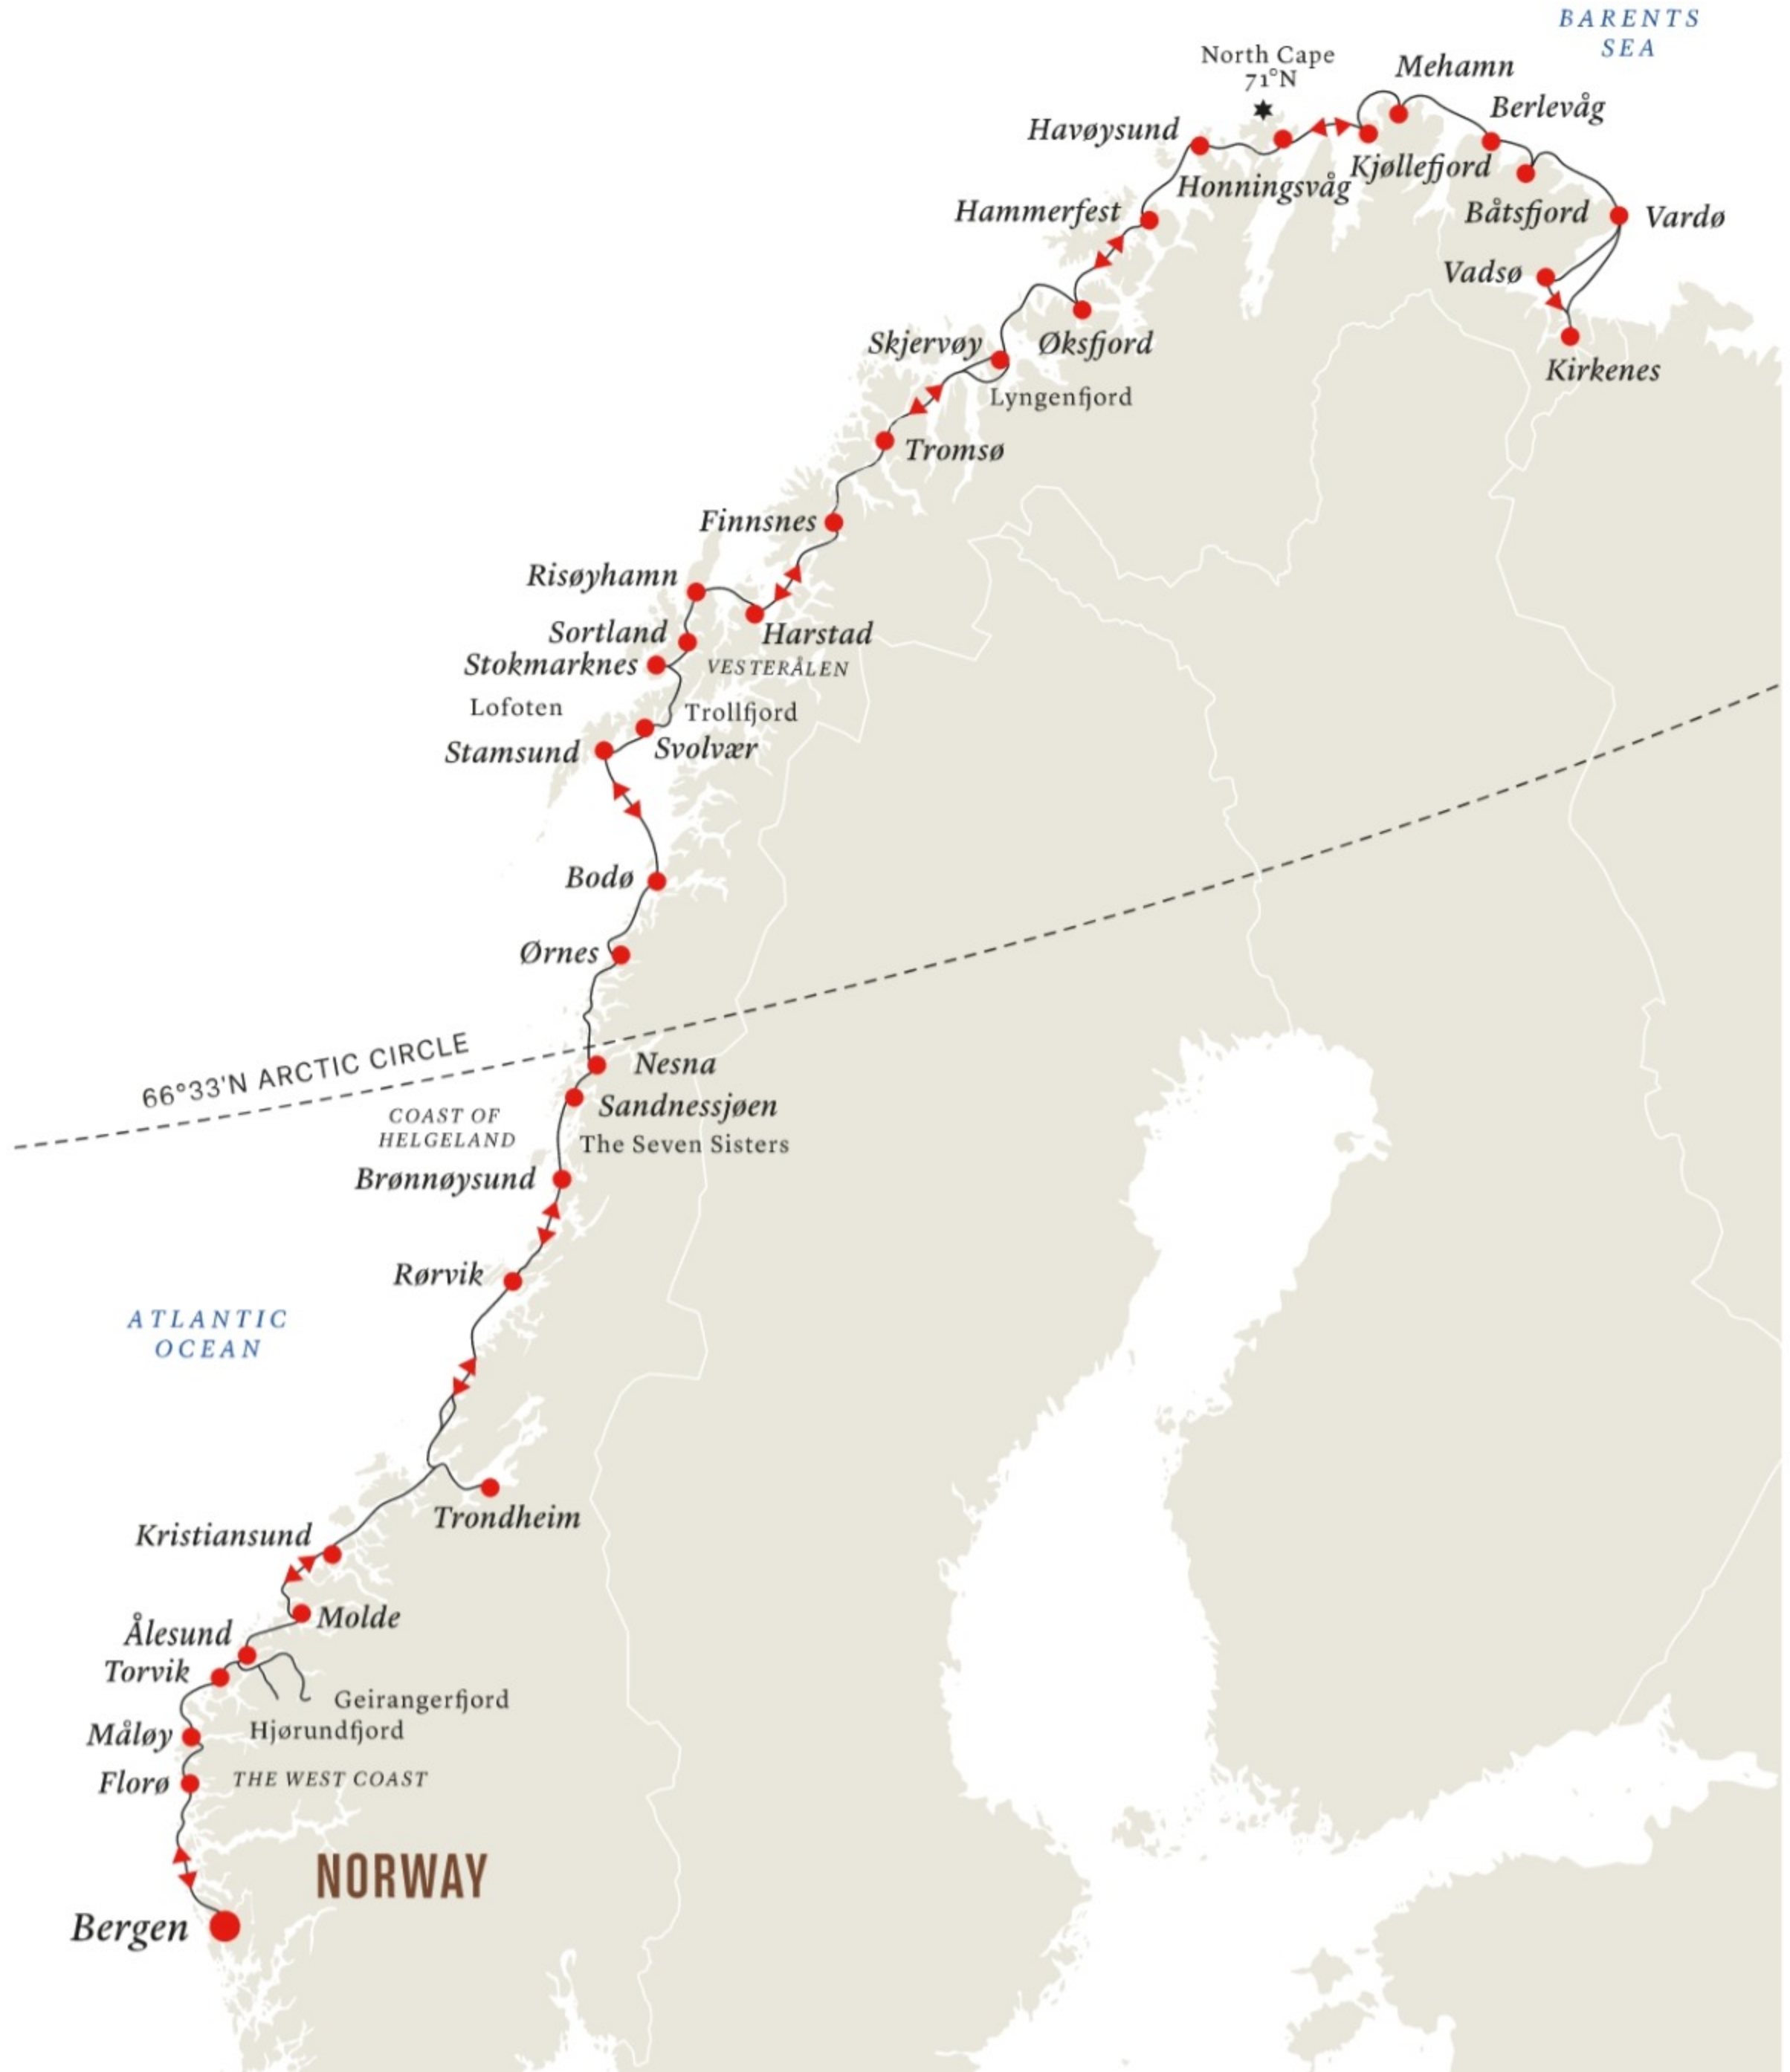 BARENTS
SEA
North Cape
71°N
Mehamn
Berlevåg
Havøysund
Kjøllefjord
Honningsvåg
Hammerfest
Båtsfjord
Vardø
Vadsø
Skjervøy
Øksfjord
Kirkenes
Lyngenfjord
Tromsø
Finnsnes
Risøyhamn
Sortland
Harstad
Stokmarknes
VESTERÅLEN
Lofoten
Trollfjord
Stamsund
Svolvær
Bodø
Ørnes
66°33'N ARCTIC CIRCLE
Nesna
Sandnessjøen
COAST OF
HELGELAND
The Seven Sisters
Brønnøysund
Rørvik
ATLANTIC
OCEAN
Trondheim
Kristiansund
Molde
Ålesund
Torvik
Geirangerfjord
Hjørundfjord
Måløy
Florø
THE WEST COAST
NORWAY
Bergen